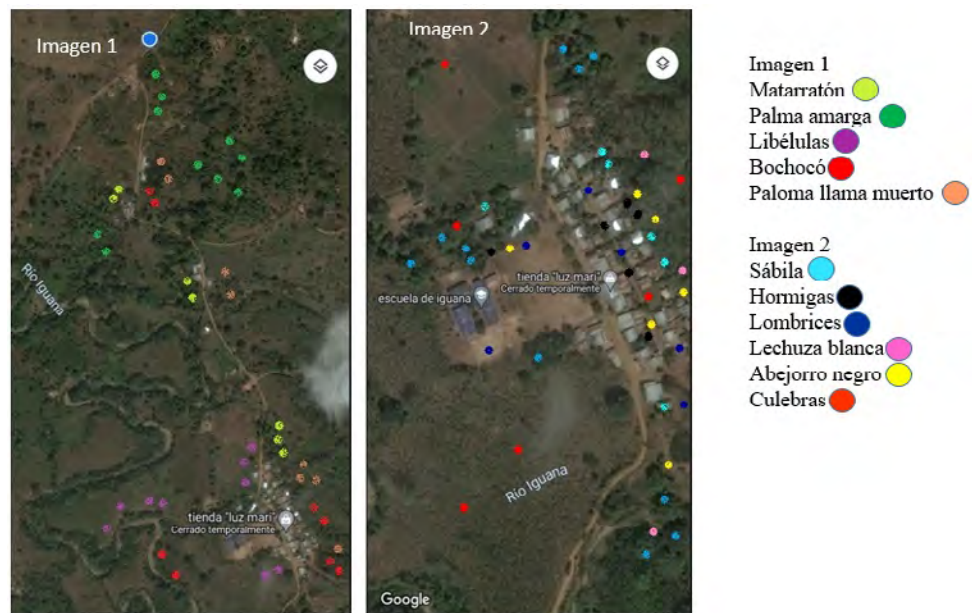 Imagen 1
Río Iguana
tienda "luz mari"
Cerrado temporalmente
Imagen 2
tienda "luz mari"
Cerrado temporalmente
escuela de iguana
Río Iguana
Google
Imagen 1
Matarratón
Palma amarga
Libélulas
Bochocó
Paloma llama muerto
Imagen 2
Sábila
Hormigas
Lombrices
Lechuza blanca
Abejorro negro
Culebras